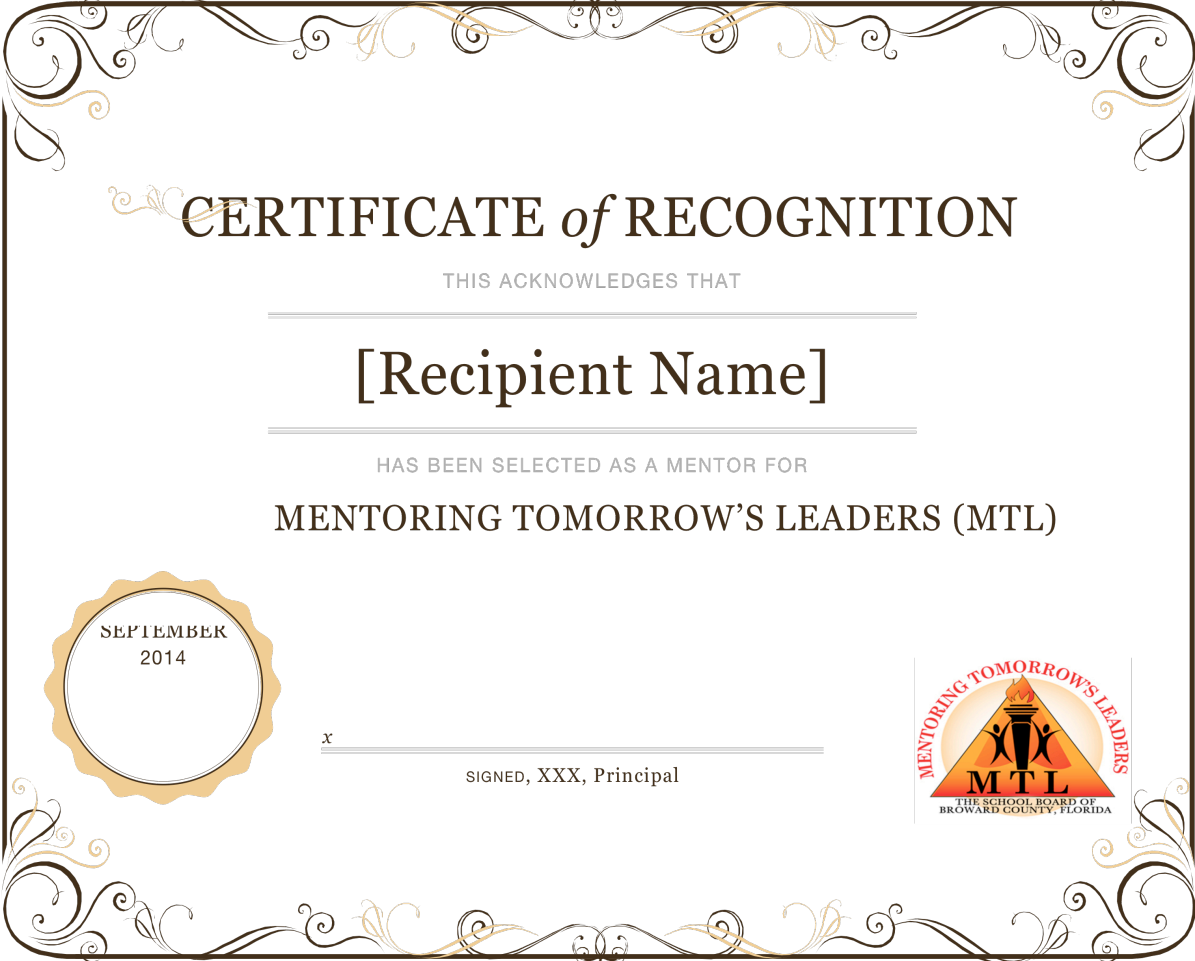 CERTIFICATE of RECOGNITION
THIS ACKNOWLEDGES THAT
[Recipient Name]
HAS BEEN SELECTED AS A MENTOR FOR
MENTORING TOMORROW’S LEADERS (MTL)
SEPTEMBER
2014
x
SIGNED, XXX, Principal
MENTORING TOMORROW'S LEADERS
MTL
THE SCHOOL BOARD OF
BROWARD COUNTY, FLORIDA